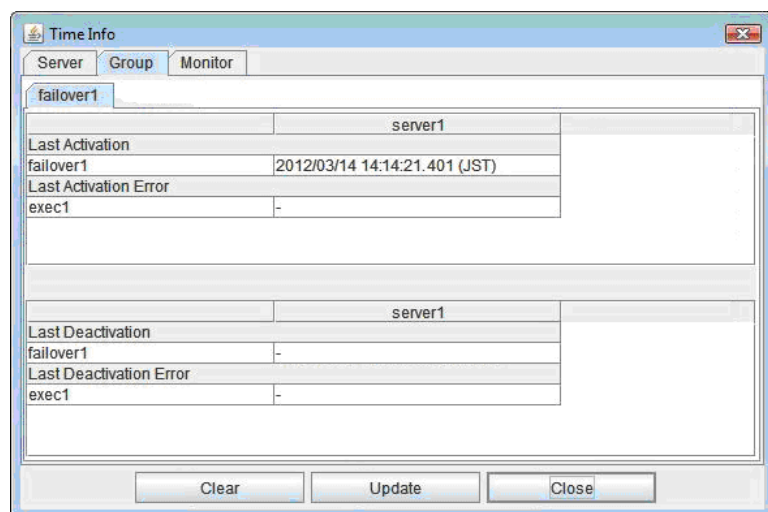 Time Info
Server Group Monitor
failover1
server1
Last Activation
failover1 2012/03/14 14:14:21.401 (JST)
Last Activation Error
exec1 -
server1
Last Deactivation
failover1 -
Last Deactivation Error
exec1 -
Clear Update Close